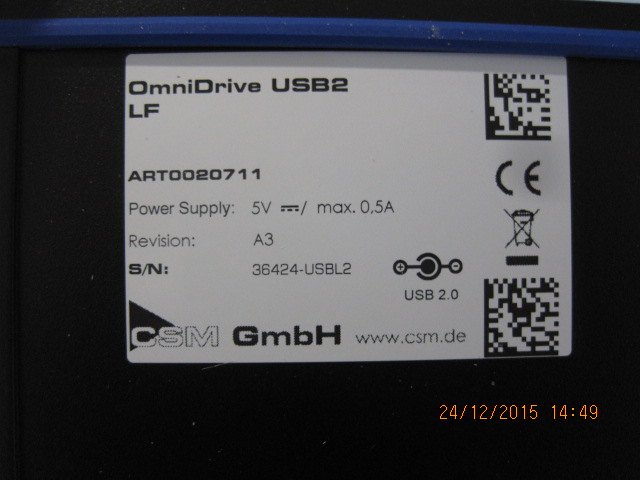 OmniDrive USB2
LF
ART0020711
Power Supply: 5V ⎓/ max. 0,5A
Revision: A3
S/N: 36424-USBL2
USB 2.0
CE
CSM GmbH www.csm.de
24/12/2015 14:49